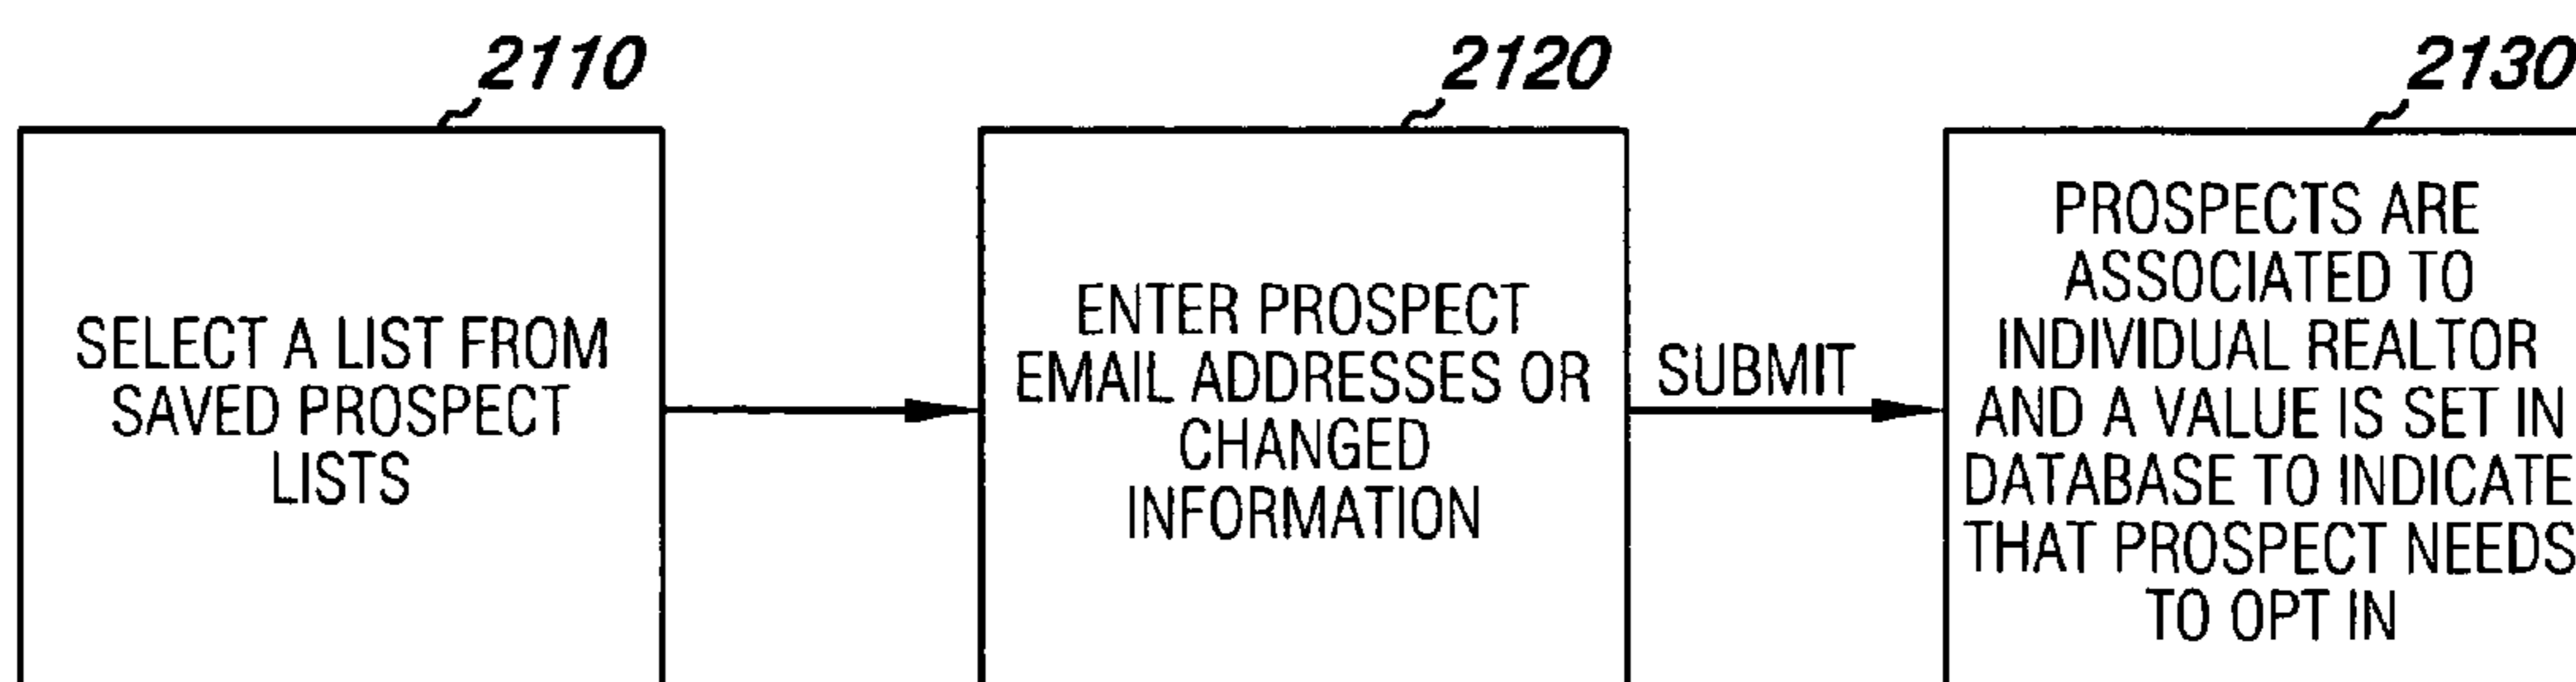 2110
2120
2130
SELECT A LIST FROM
SAVED PROSPECT
LISTS
ENTER PROSPECT
EMAIL ADDRESSES OR
CHANGED
INFORMATION
SUBMIT
PROSPECTS ARE
ASSOCIATED TO
INDIVIDUAL REALTOR
AND A VALUE IS SET IN
DATABASE TO INDICATE
THAT PROSPECT NEEDS
TO OPT IN